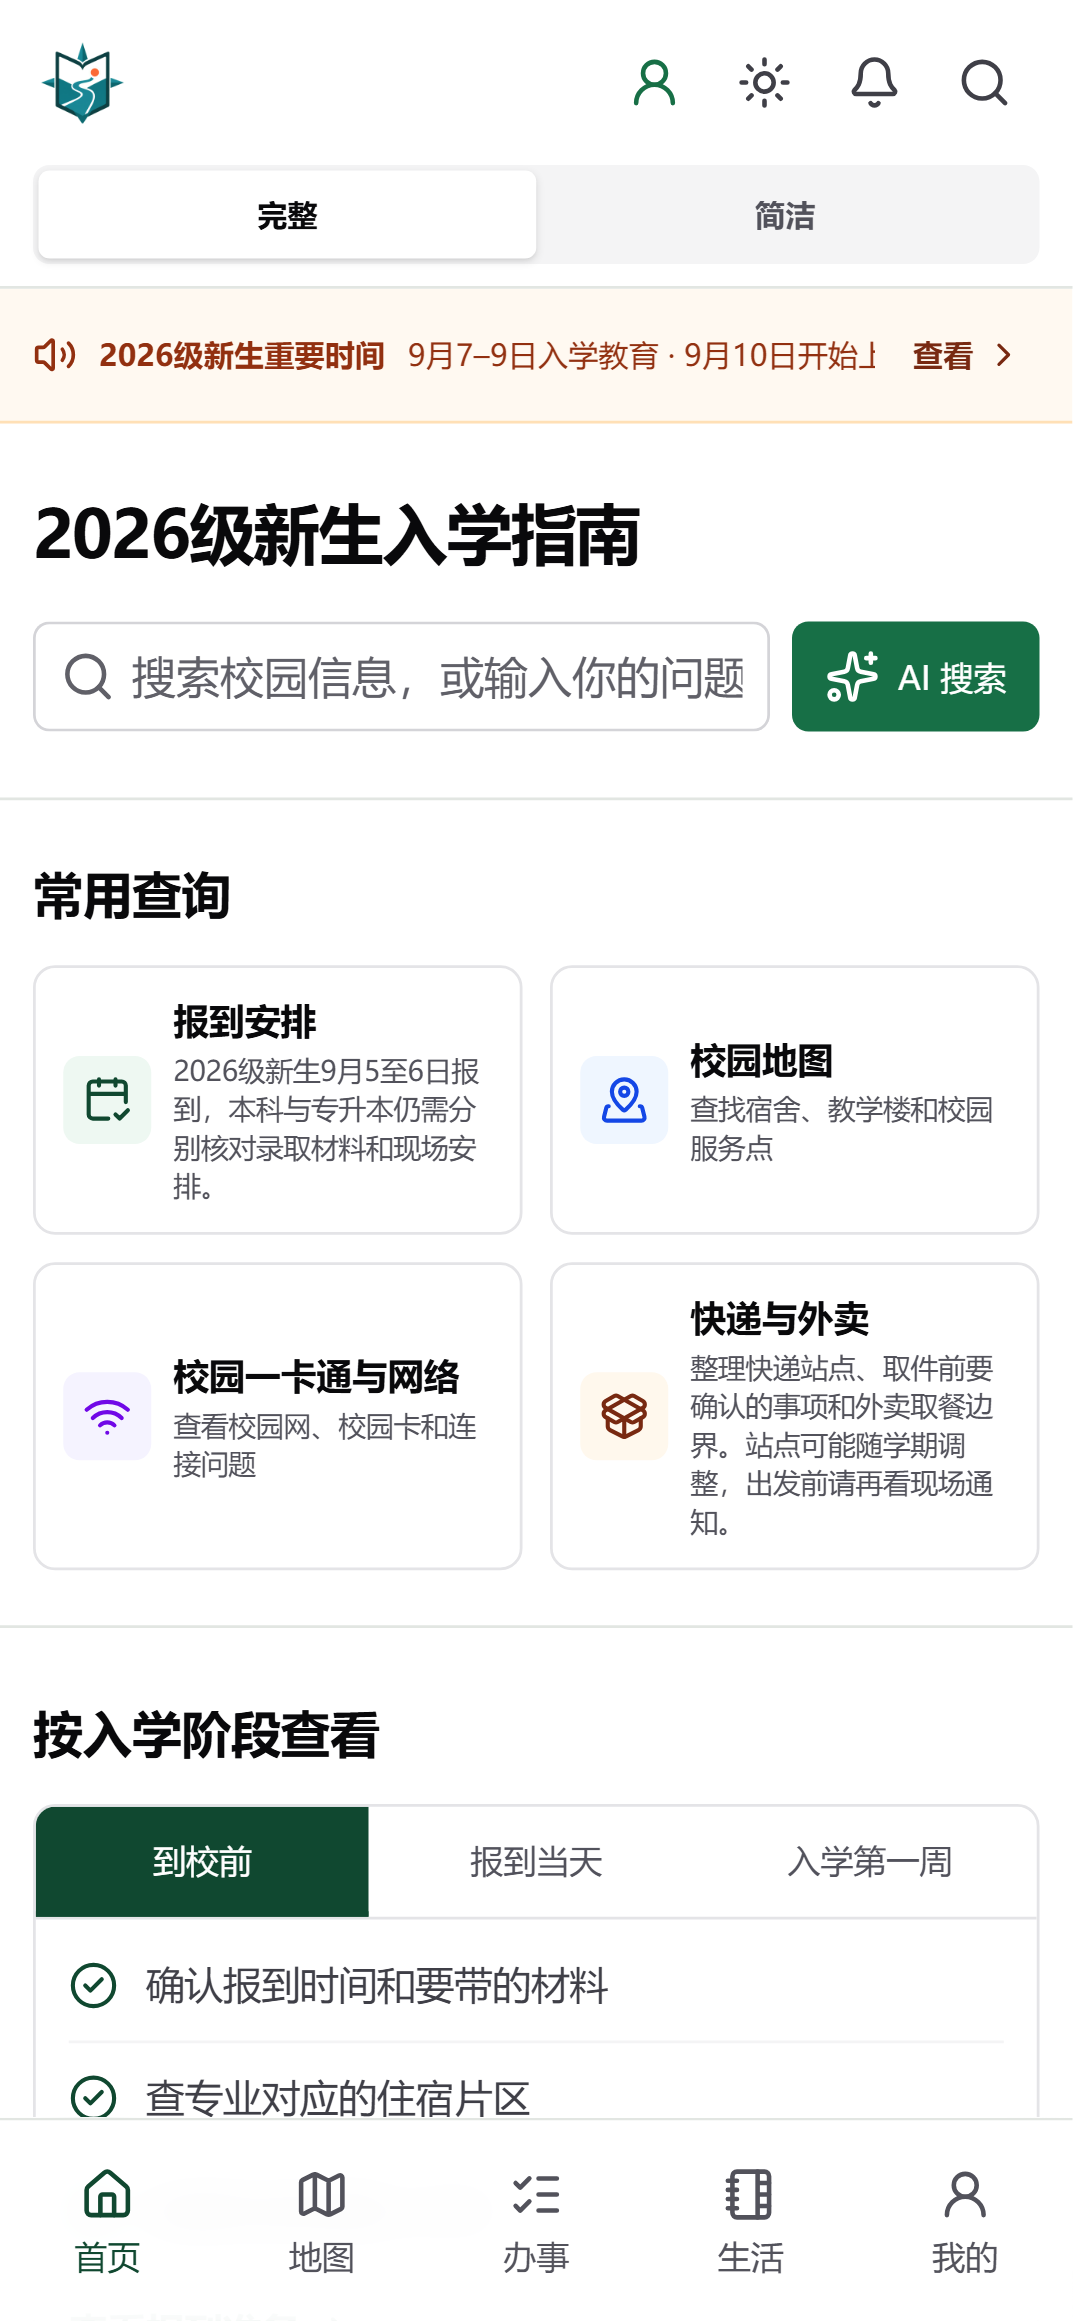 完整
简洁
2026级新生重要时间 9月7–9日入学教育 · 9月10日开始 查看
2026级新生入学指南
搜索校园信息，或输入你的问题
AI 搜索
常用查询
报到安排
2026级新生9月5至6日报
到，本科与专升本仍需分
别核对录取材料和现场安
排。
校园地图
查找宿舍、教学楼和校园
服务点
校园一卡通与网络
查看校园网、校园卡和连
接问题
快递与外卖
整理快递站点、取件前要
确认的事项和外卖取餐边
界。站点可能随学期调
整，出发前请再看现场通
知。
按入学阶段查看
到校前
报到当天
入学第一周
确认报到时间和要带的材料
查专业对应的住宿片区
首页
地图
办事
生活
我的